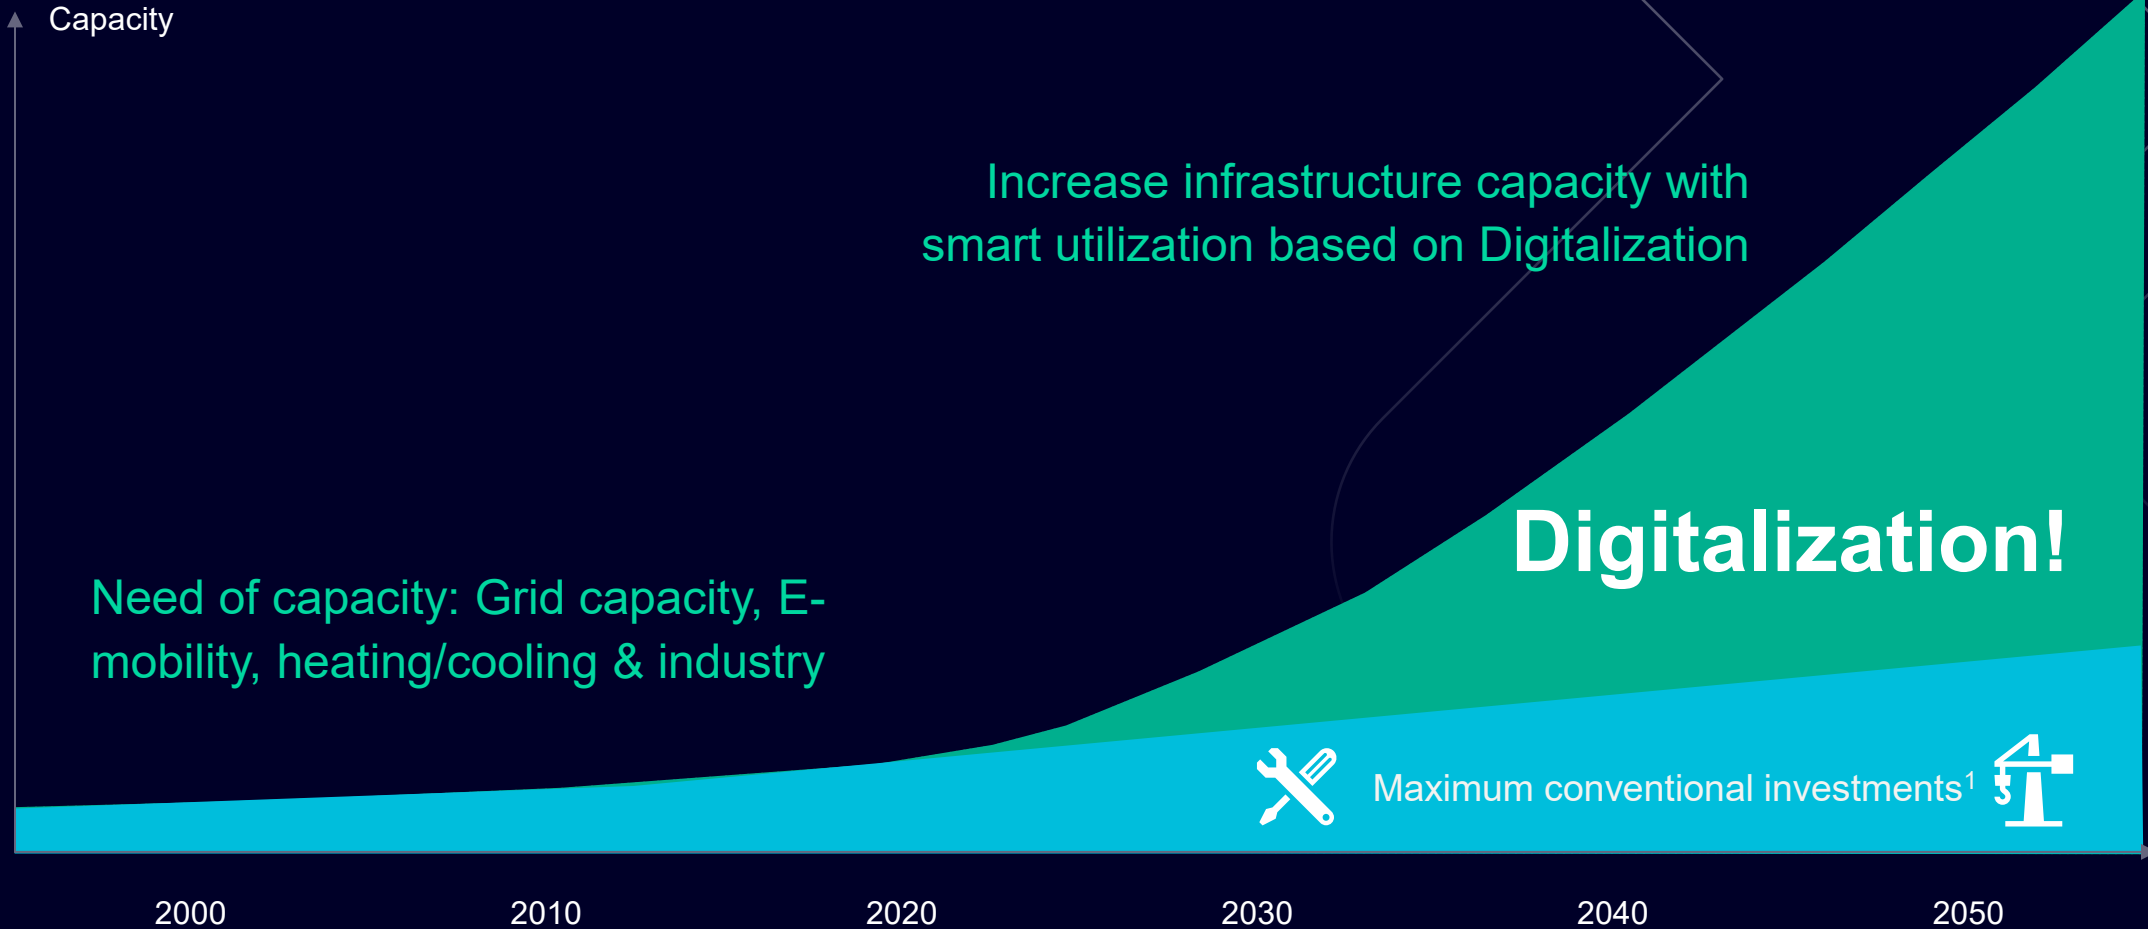 Capacity
Increase infrastructure capacity with
smart utilization based on Digitalization
Digitalization!
Need of capacity: Grid capacity, E-
mobility, heating/cooling & industry
Maximum conventional investments¹
2000 2010 2020 2030 2040 2050